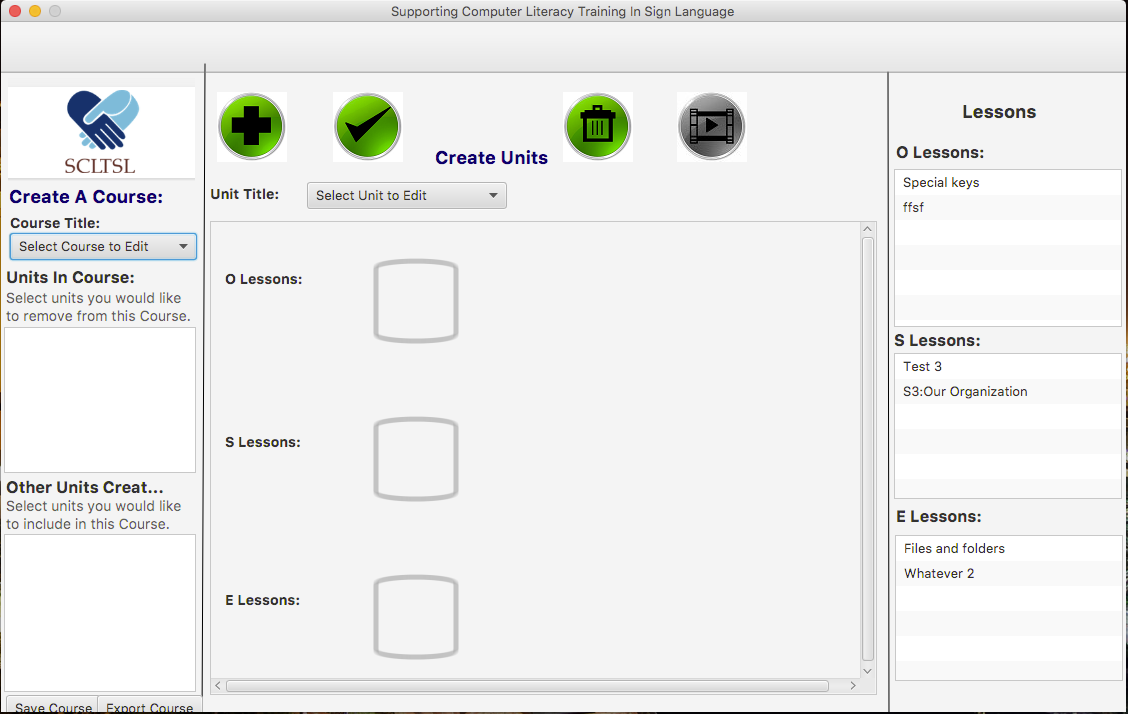 Supporting Computer Literacy Training In Sign Language
SCLTSL
Create A Course:
Course Title:
Select Course to Edit
Units In Course:
Select units you would like
to remove from this Course.
Other Units Creat...
Select units you would like
to include in this Course.
Save Course
Export Course
Create Units
Unit Title:
Select Unit to Edit
O Lessons:
S Lessons:
E Lessons:
Lessons
O Lessons:
Special keys
ffsf
S Lessons:
Test 3
S3:Our Organization
E Lessons:
Files and folders
Whatever 2